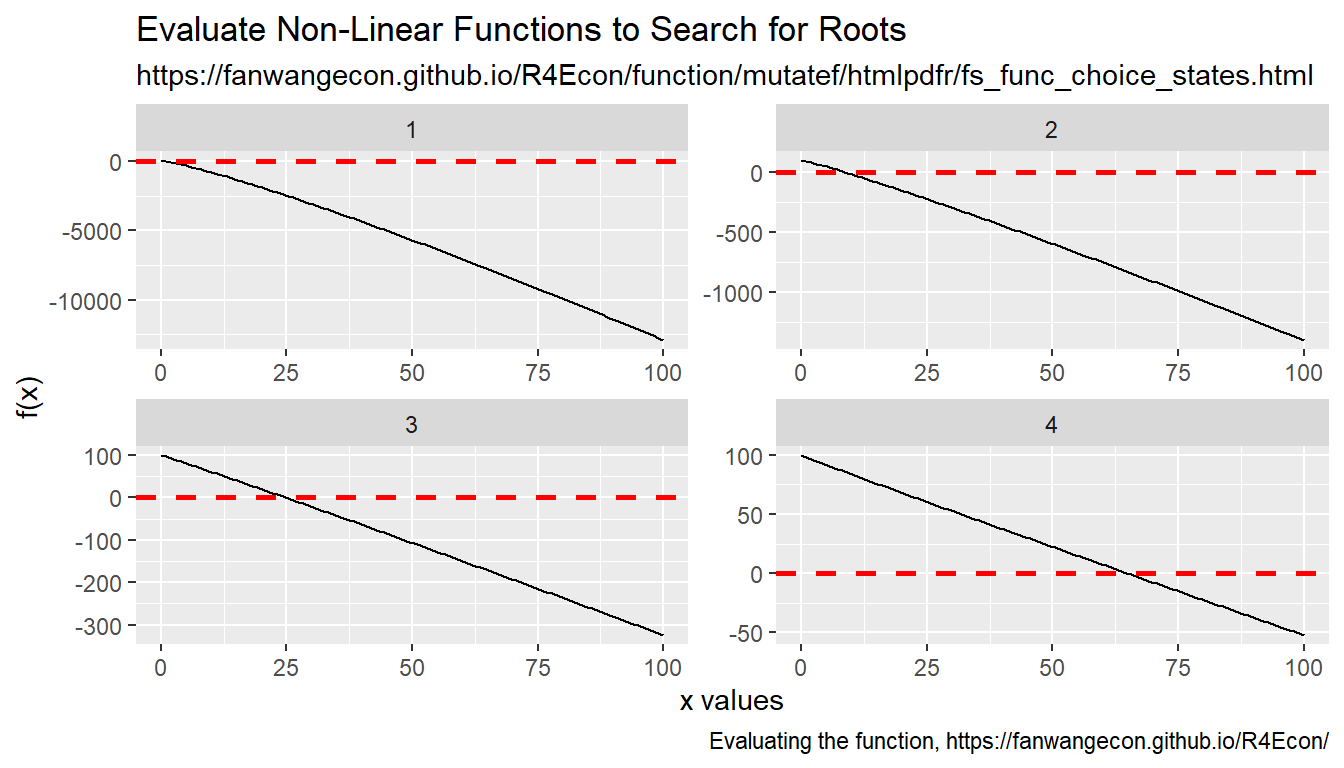 Evaluate Non-Linear Functions to Search for Roots
https://fanwangecon.github.io/R4Econ/function/mutatef/htmlpdfr/fs_func_choice_states.html
1
0
-5000
-10000
0 25 50 75 100
2
0
-500
-1000
0 25 50 75 100
f(x)
3
100
0
-100
-200
-300
0 25 50 75 100
4
100
50
0
-50
0 25 50 75 100
x values
Evaluating the function, https://fanwangecon.github.io/R4Econ/